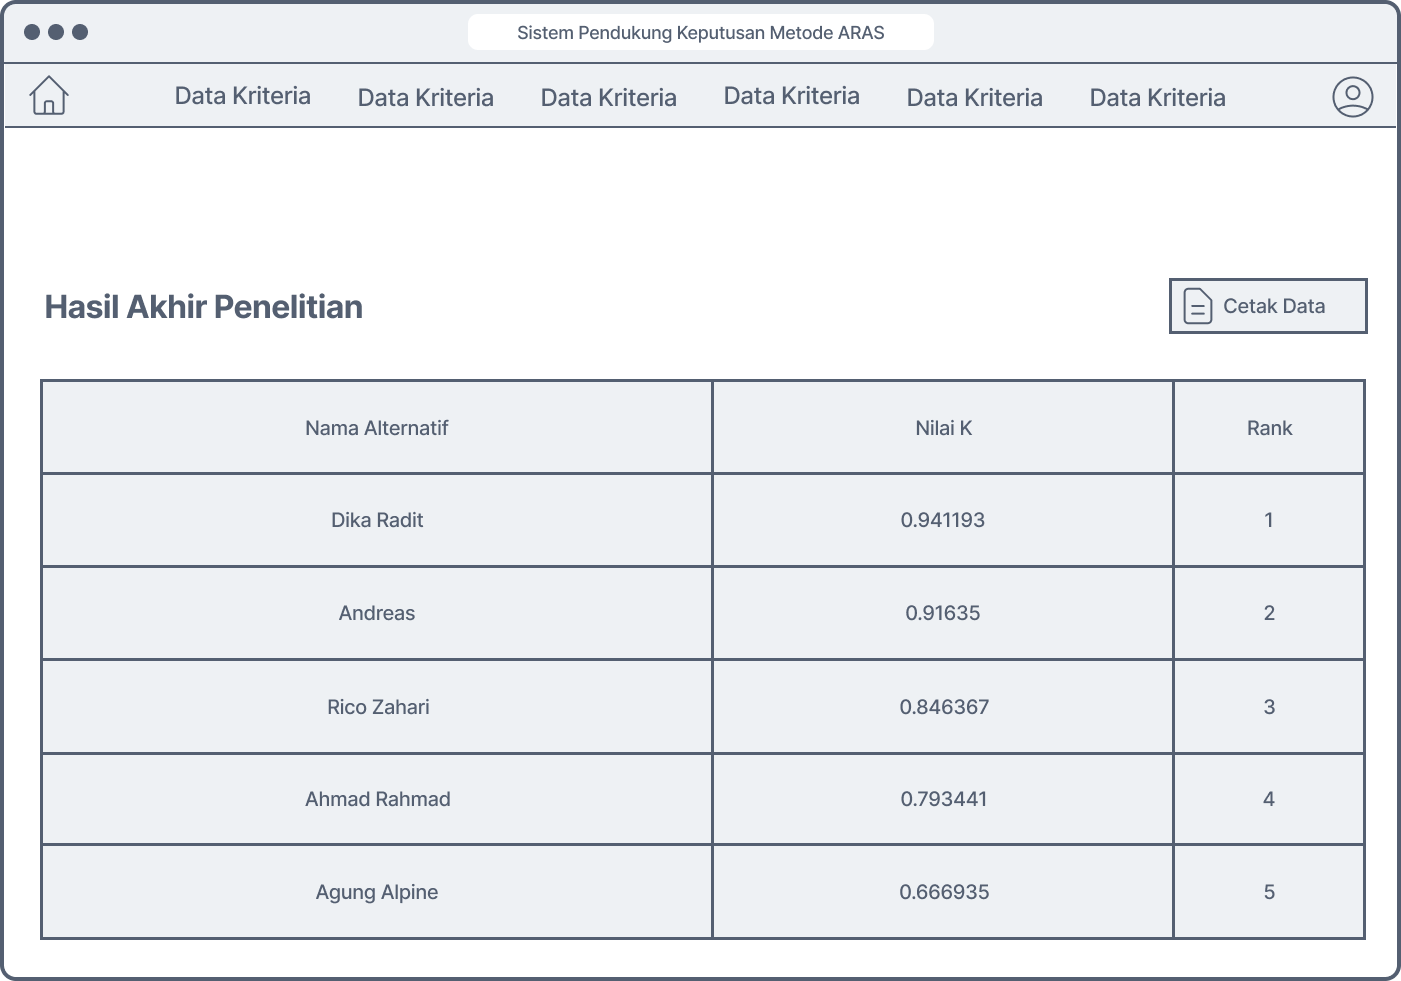 Sistem Pendukung Keputusan Metode ARAS
Data Kriteria Data Kriteria Data Kriteria Data Kriteria Data Kriteria Data Kriteria
Hasil Akhir Penelitian
Cetak Data
Nama Alternatif Nilai K Rank
Dika Radit 0.941193 1
Andreas 0.91635 2
Rico Zahari 0.846367 3
Ahmad Rahmad 0.793441 4
Agung Alpine 0.666935 5